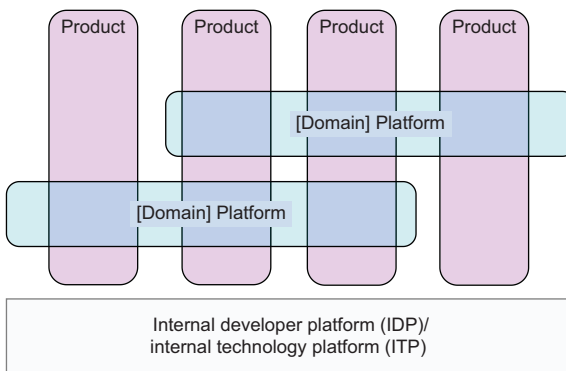 Product
Product
Product
Product
[Domain] Platform
[Domain] Platform
Internal developer platform (IDP)/
internal technology platform (ITP)